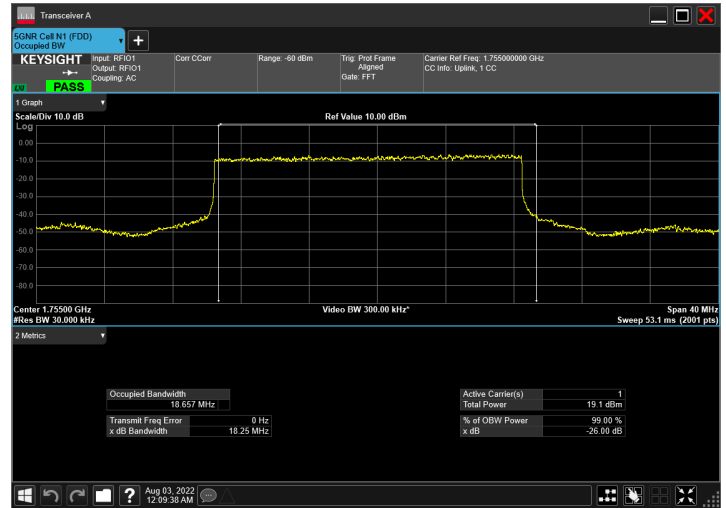 Transceiver A
5GNR Cell N1 (FDD)
Occupied BW
+
KEYSIGHT
PASS
Input: RFIO1
Output: RFIO1
Coupling: AC
Corr CCorr
Range: -60 dBm
Trig: Prot Frame
Aligned
Gate: FFT
Carrier Ref Freq: 1.755000000 GHz
CC Info: Uplink, 1 CC
1 Graph
Scale/Div 10.0 dB
Ref Value 10.00 dBm
Log
0.00
-10.0
-20.0
-30.0
-40.0
-50.0
-60.0
-70.0
-80.0
Center 1.75500 GHz
Video BW 300.00 kHz*
Span 40 MHz
#Res BW 30.000 kHz
Sweep 53.1 ms (2001 pts)
2 Metrics
Occupied Bandwidth
18.657 MHz
Transmit Freq Error 0 Hz
x dB Bandwidth 18.25 MHz
Active Carrier(s) 1
Total Power 19.1 dBm
% of OBW Power 99.00 %
x dB -26.00 dB
?
Aug 03, 2022
12:09:38 AM